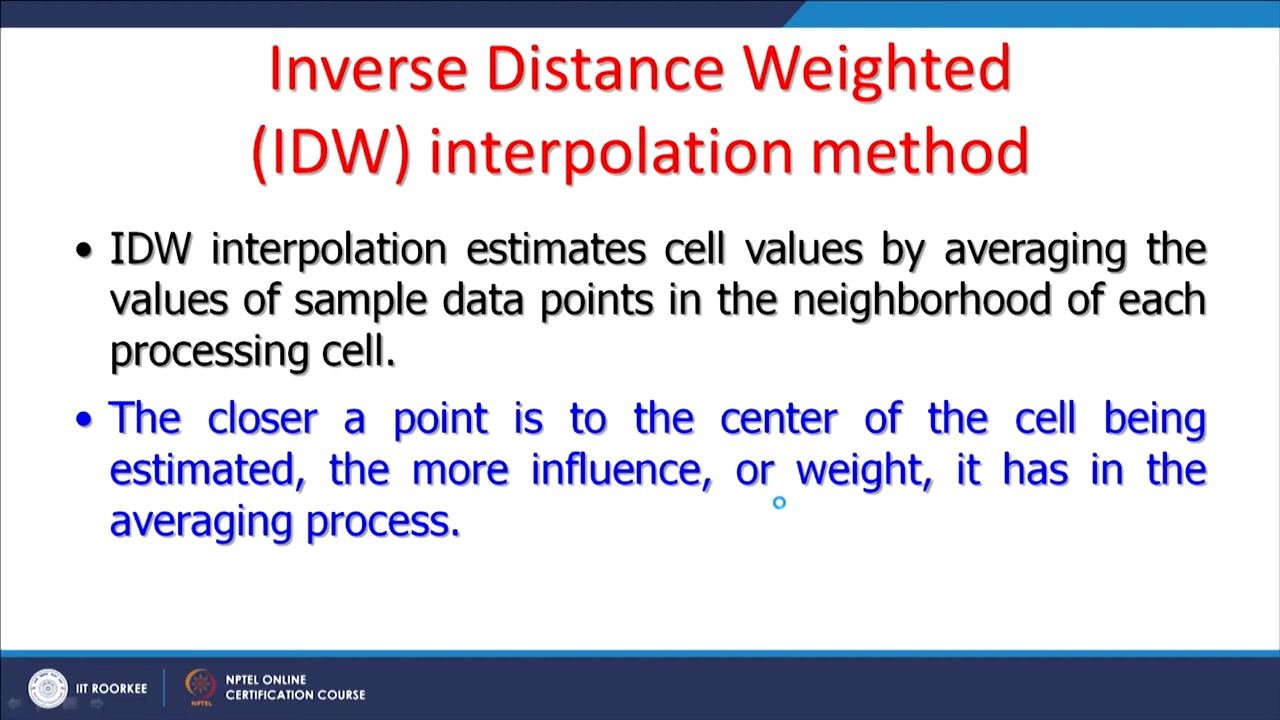 Inverse Distance Weighted
(IDW) interpolation method
• IDW interpolation estimates cell values by averaging the
values of sample data points in the neighborhood of each
processing cell.
• The closer a point is to the center of the cell being
estimated, the more influence, or weight, it has in the
averaging process.
IIT ROORKEE
NPTEL
NPTEL ONLINE
CERTIFICATION COURSE